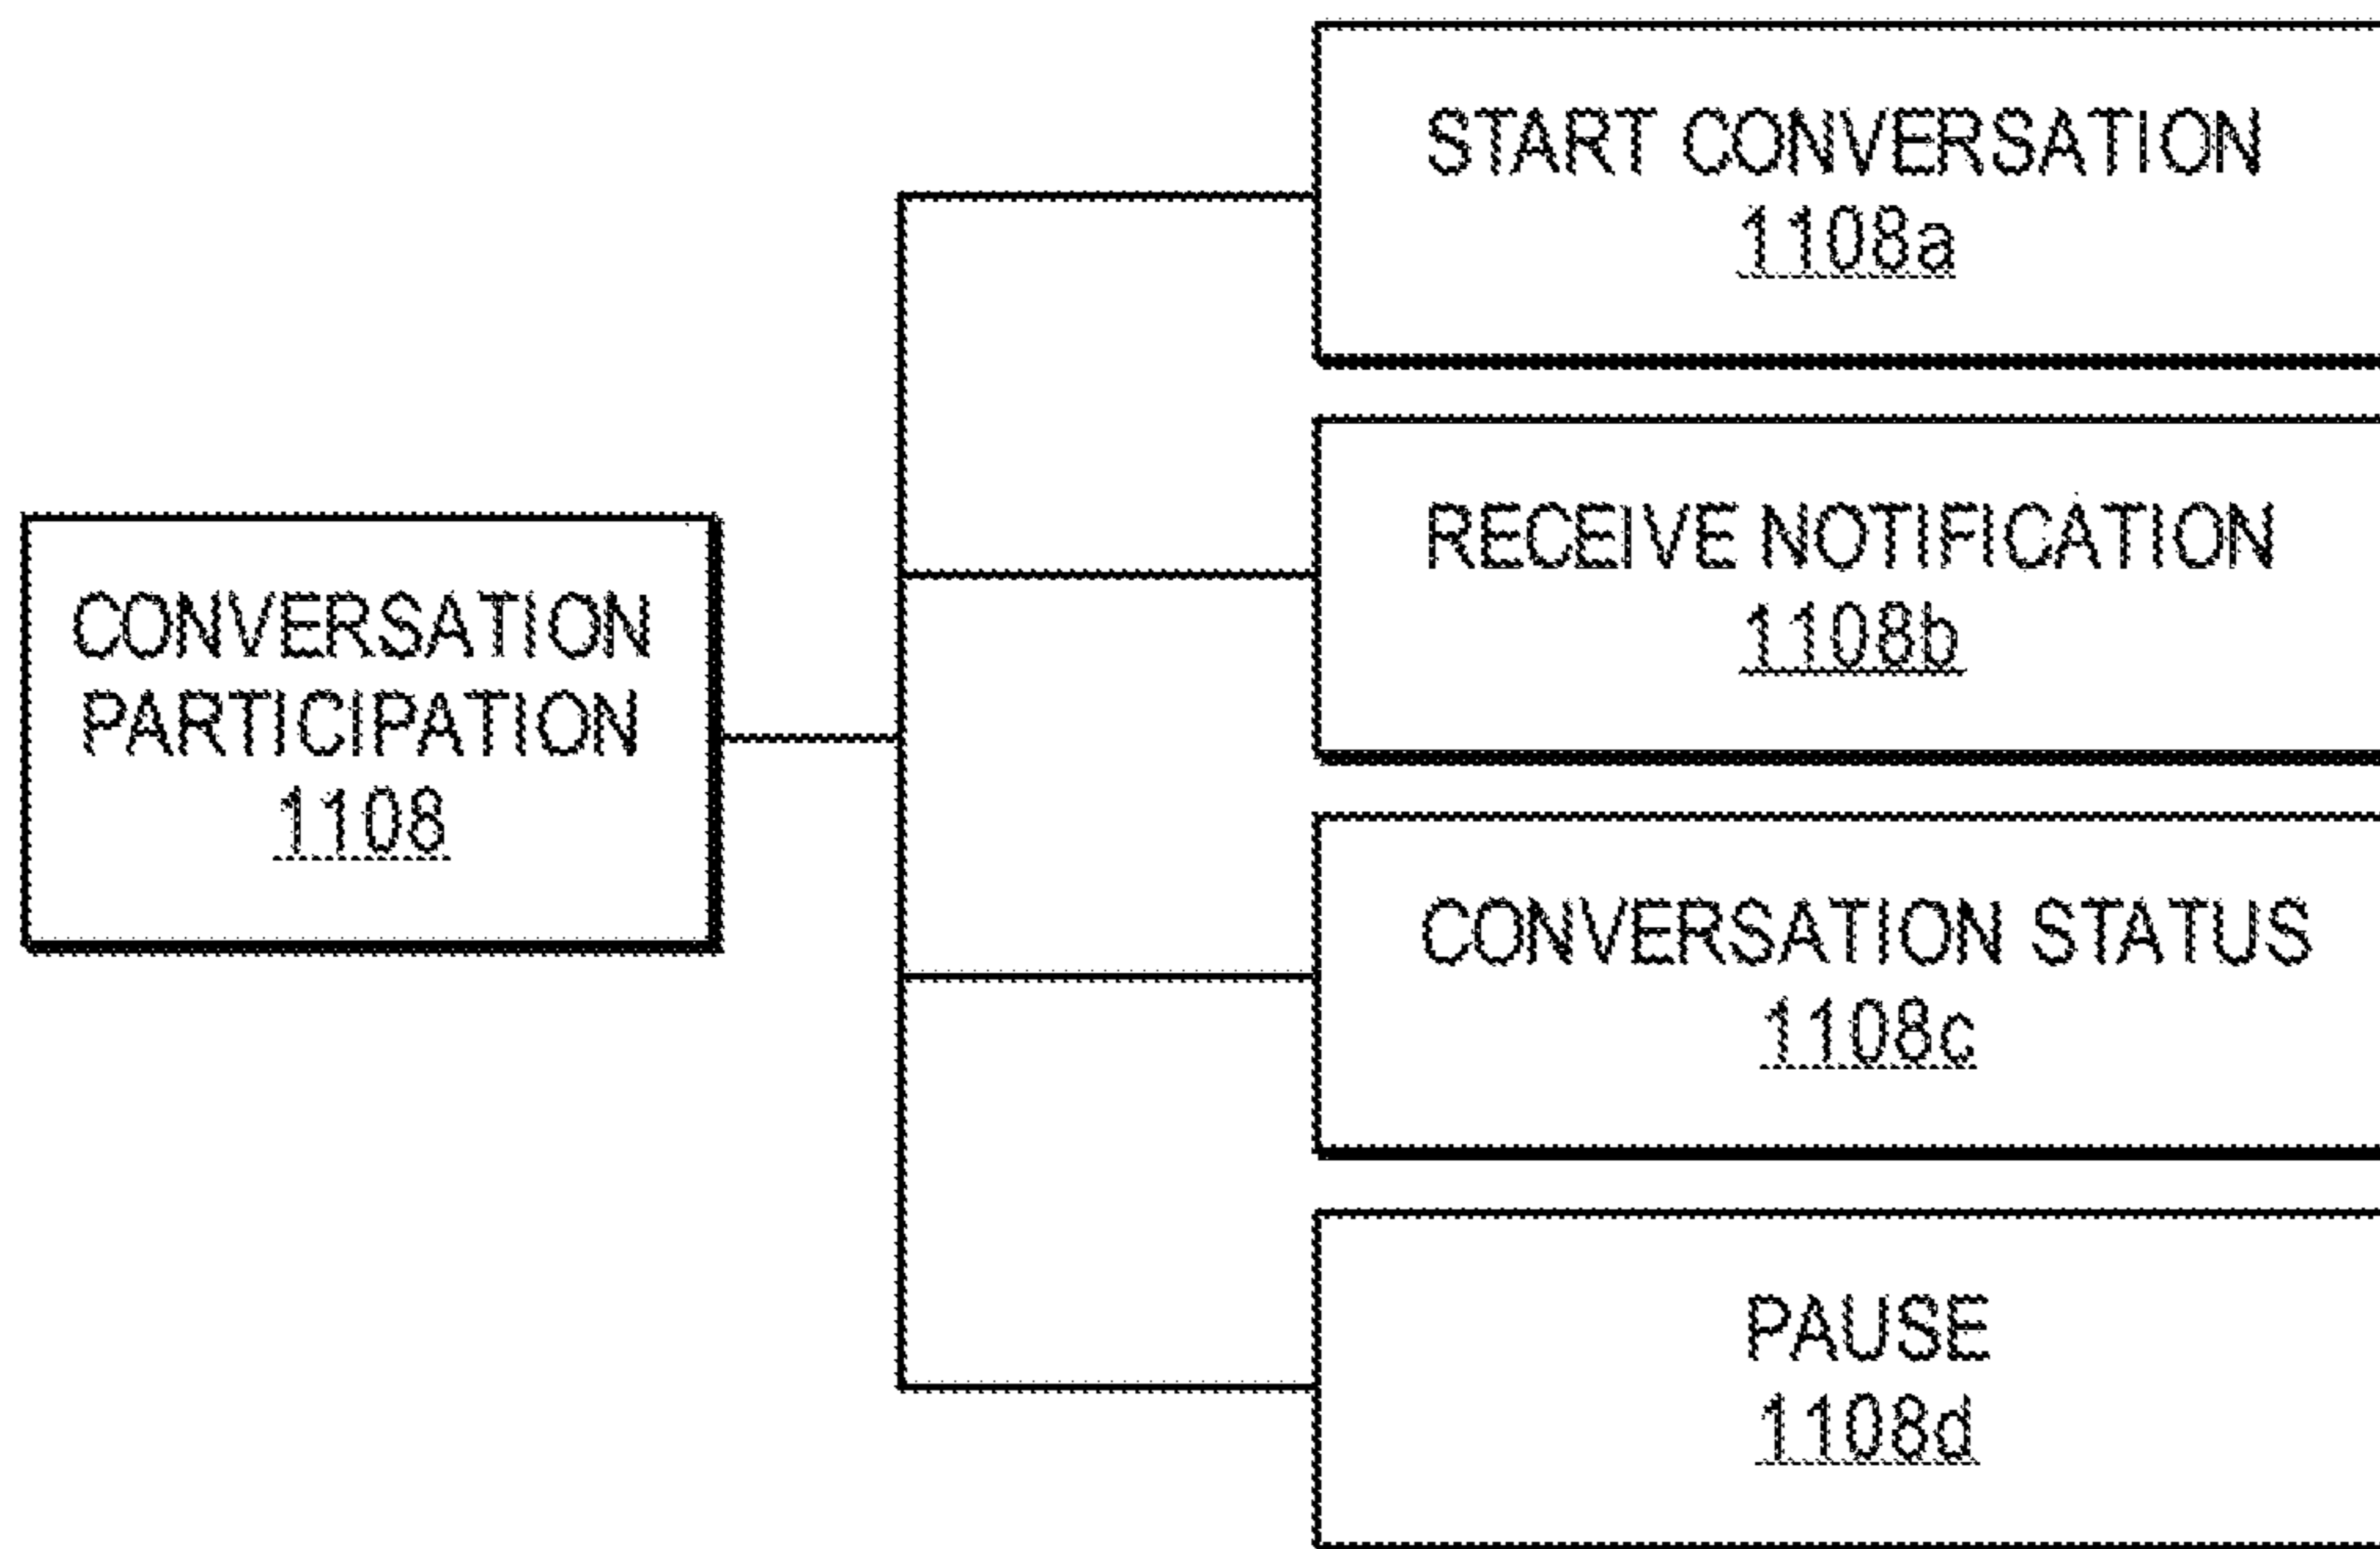 START CONVERSATION
1108a
RECEIVE NOTIFICATION
1108b
CONVERSATION
PARTICIPATION
1108
CONVERSATION STATUS
1108c
PAUSE
1108d